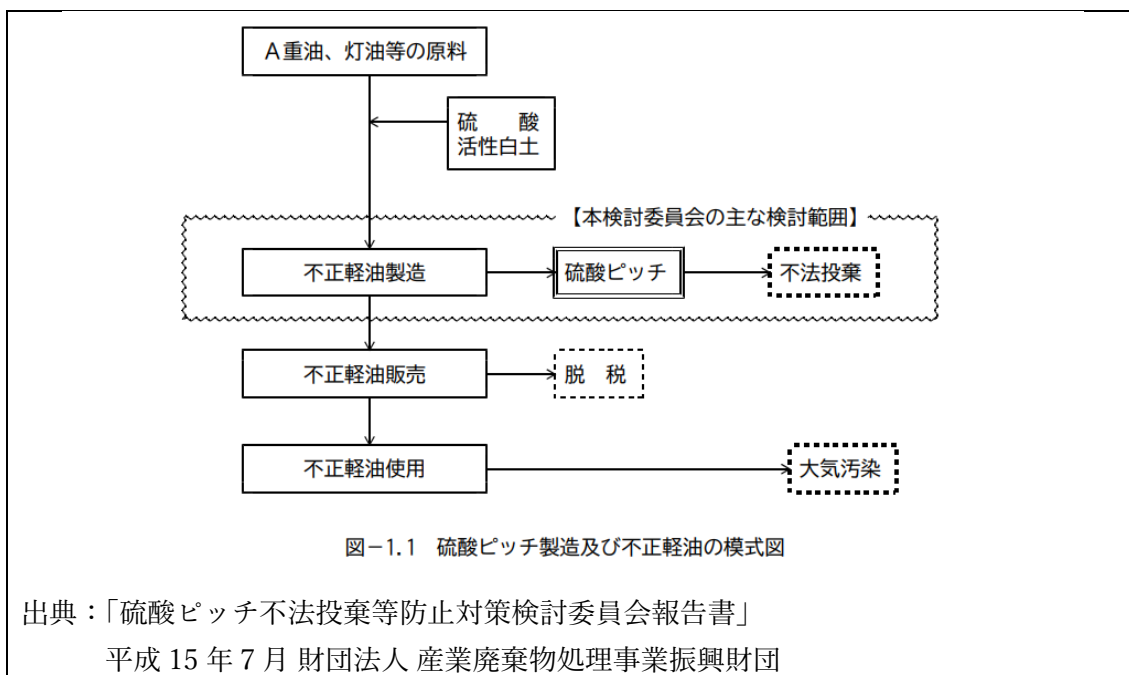 A重油、灯油等の原料
硫　　酸
活性白土
【本検討委員会の主な検討範囲】
不正軽油製造
硫酸ピッチ
不法投棄
不正軽油販売
脱　税
不正軽油使用
大気汚染
図－1.1　硫酸ピッチ製造及び不正軽油の模式図
出典：「硫酸ピッチ不法投棄等防止対策検討委員会報告書」
平成 15 年 7 月 財団法人 産業廃棄物処理事業振興財団